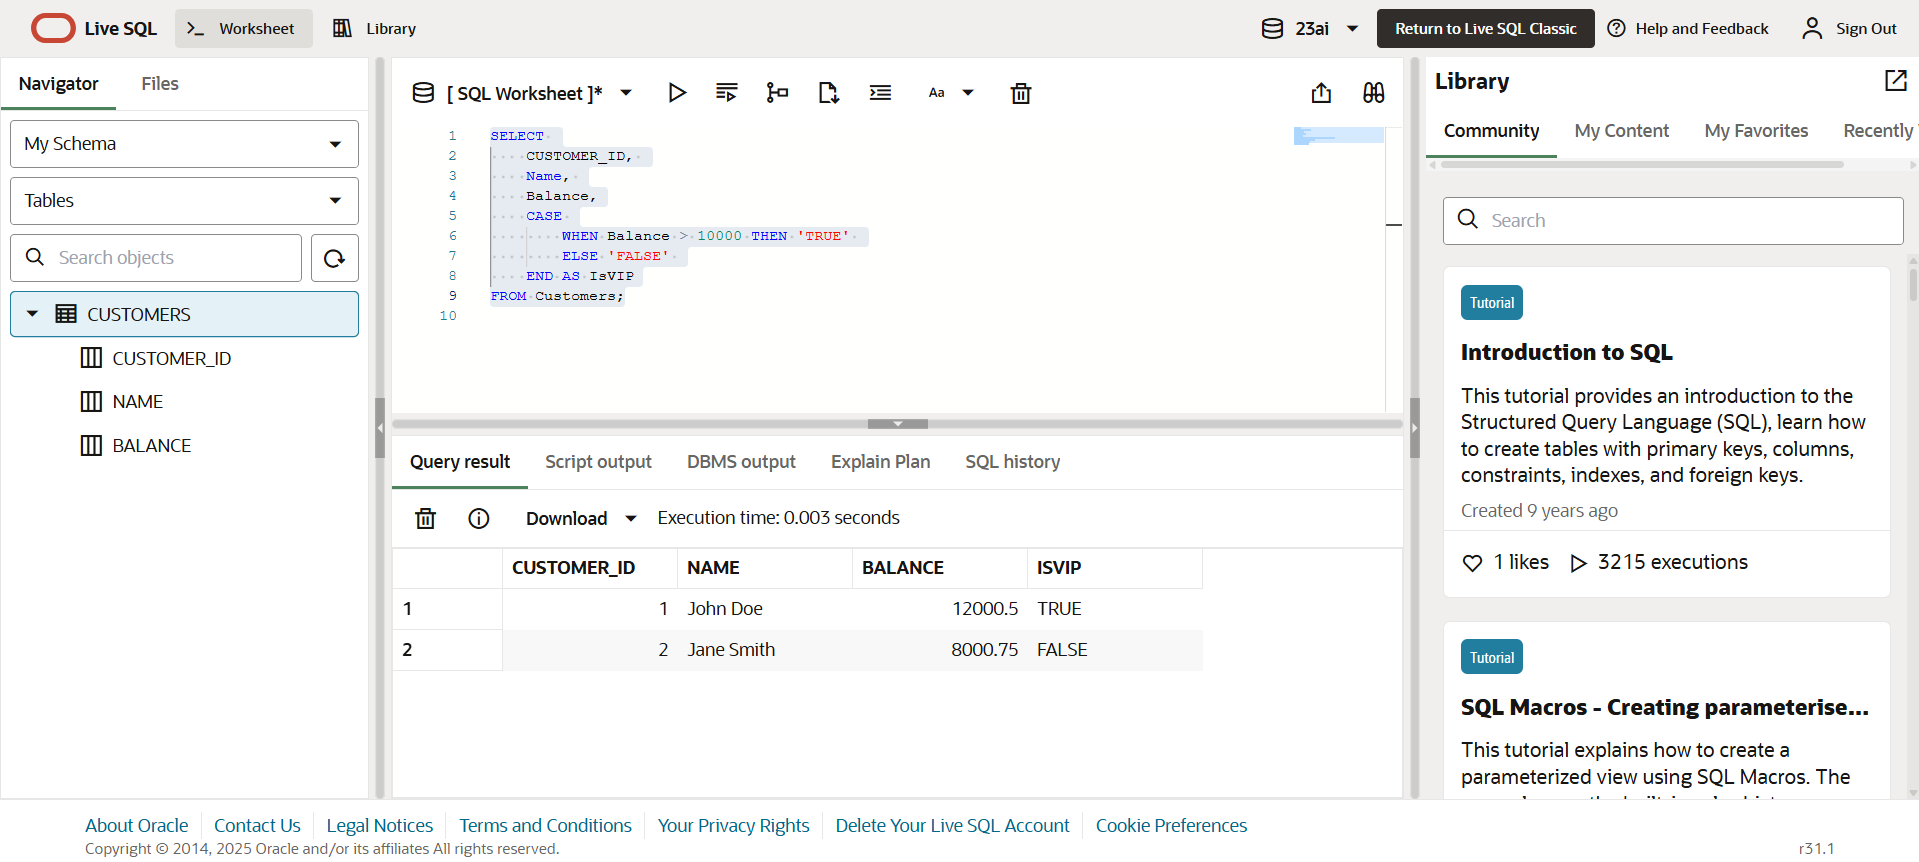 Live SQL
Worksheet
Library
23ai
Return to Live SQL Classic
Help and Feedback
Sign Out
Navigator
Files
My Schema
Tables
Search objects
CUSTOMERS
CUSTOMER_ID
NAME
BALANCE
[ SQL Worksheet ]*
Aa
1 SELECT
2 CUSTOMER_ID,
3 Name,
4 Balance,
5 CASE
6 WHEN Balance > 10000 THEN 'TRUE'
7 ELSE 'FALSE'
8 END AS IsVIP
9 FROM Customers;
10
Query result
Script output
DBMS output
Explain Plan
SQL history
Download
Execution time: 0.003 seconds
CUSTOMER_ID NAME BALANCE ISVIP
1 1 John Doe 12000.5 TRUE
2 2 Jane Smith 8000.75 FALSE
Library
Community
My Content
My Favorites
Recently
Search
Tutorial
Introduction to SQL
This tutorial provides an introduction to the
Structured Query Language (SQL), learn how
to create tables with primary keys, columns,
constraints, indexes, and foreign keys.
Created 9 years ago
1 likes
3215 executions
Tutorial
SQL Macros - Creating parameterise...
This tutorial explains how to create a
parameterized view using SQL Macros. The
About Oracle
Contact Us
Legal Notices
Terms and Conditions
Your Privacy Rights
Delete Your Live SQL Account
Cookie Preferences
Copyright © 2014, 2025 Oracle and/or its affiliates All rights reserved.
r31.1